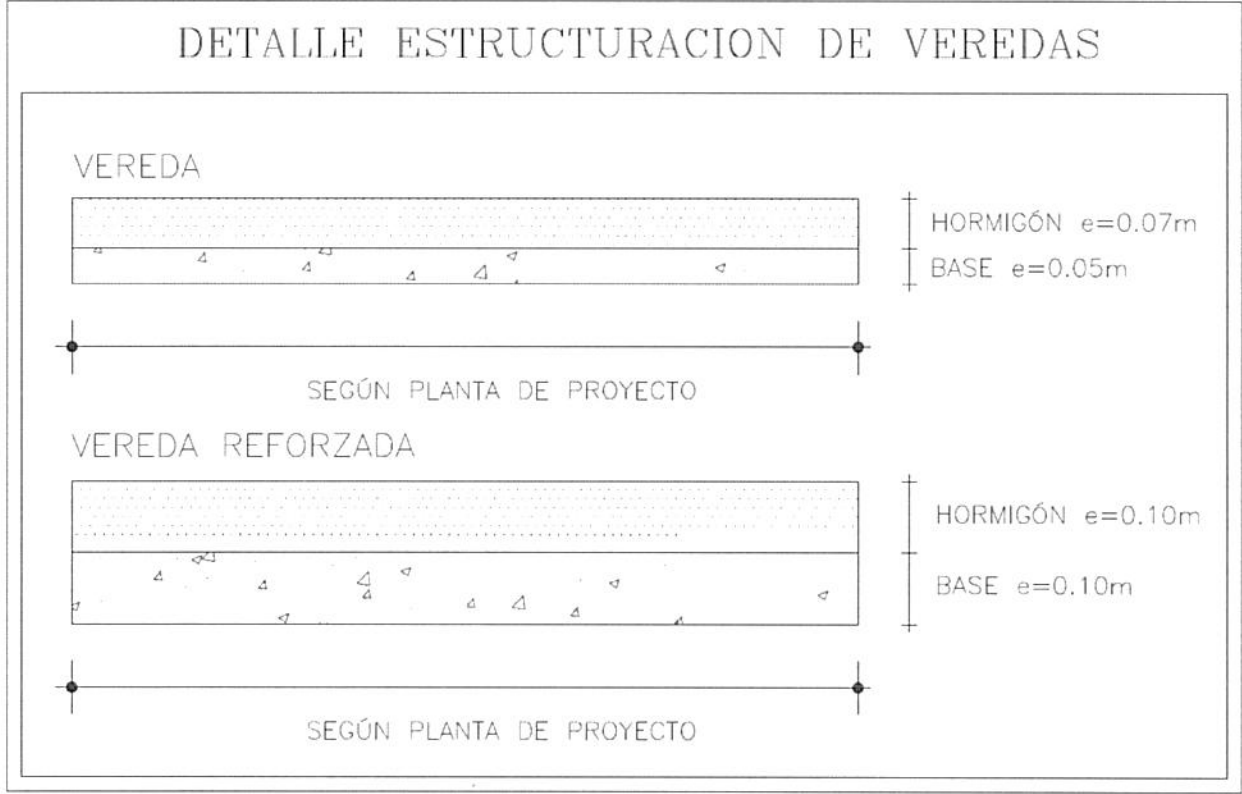 DETALLE ESTRUCTURACION DE VEREDAS
VEREDA
HORMIGÓN e=0.07m
BASE e=0.05m
SEGÚN PLANTA DE PROYECTO
VEREDA REFORZADA
HORMIGÓN e=0.10m
BASE e=0.10m
SEGÚN PLANTA DE PROYECTO